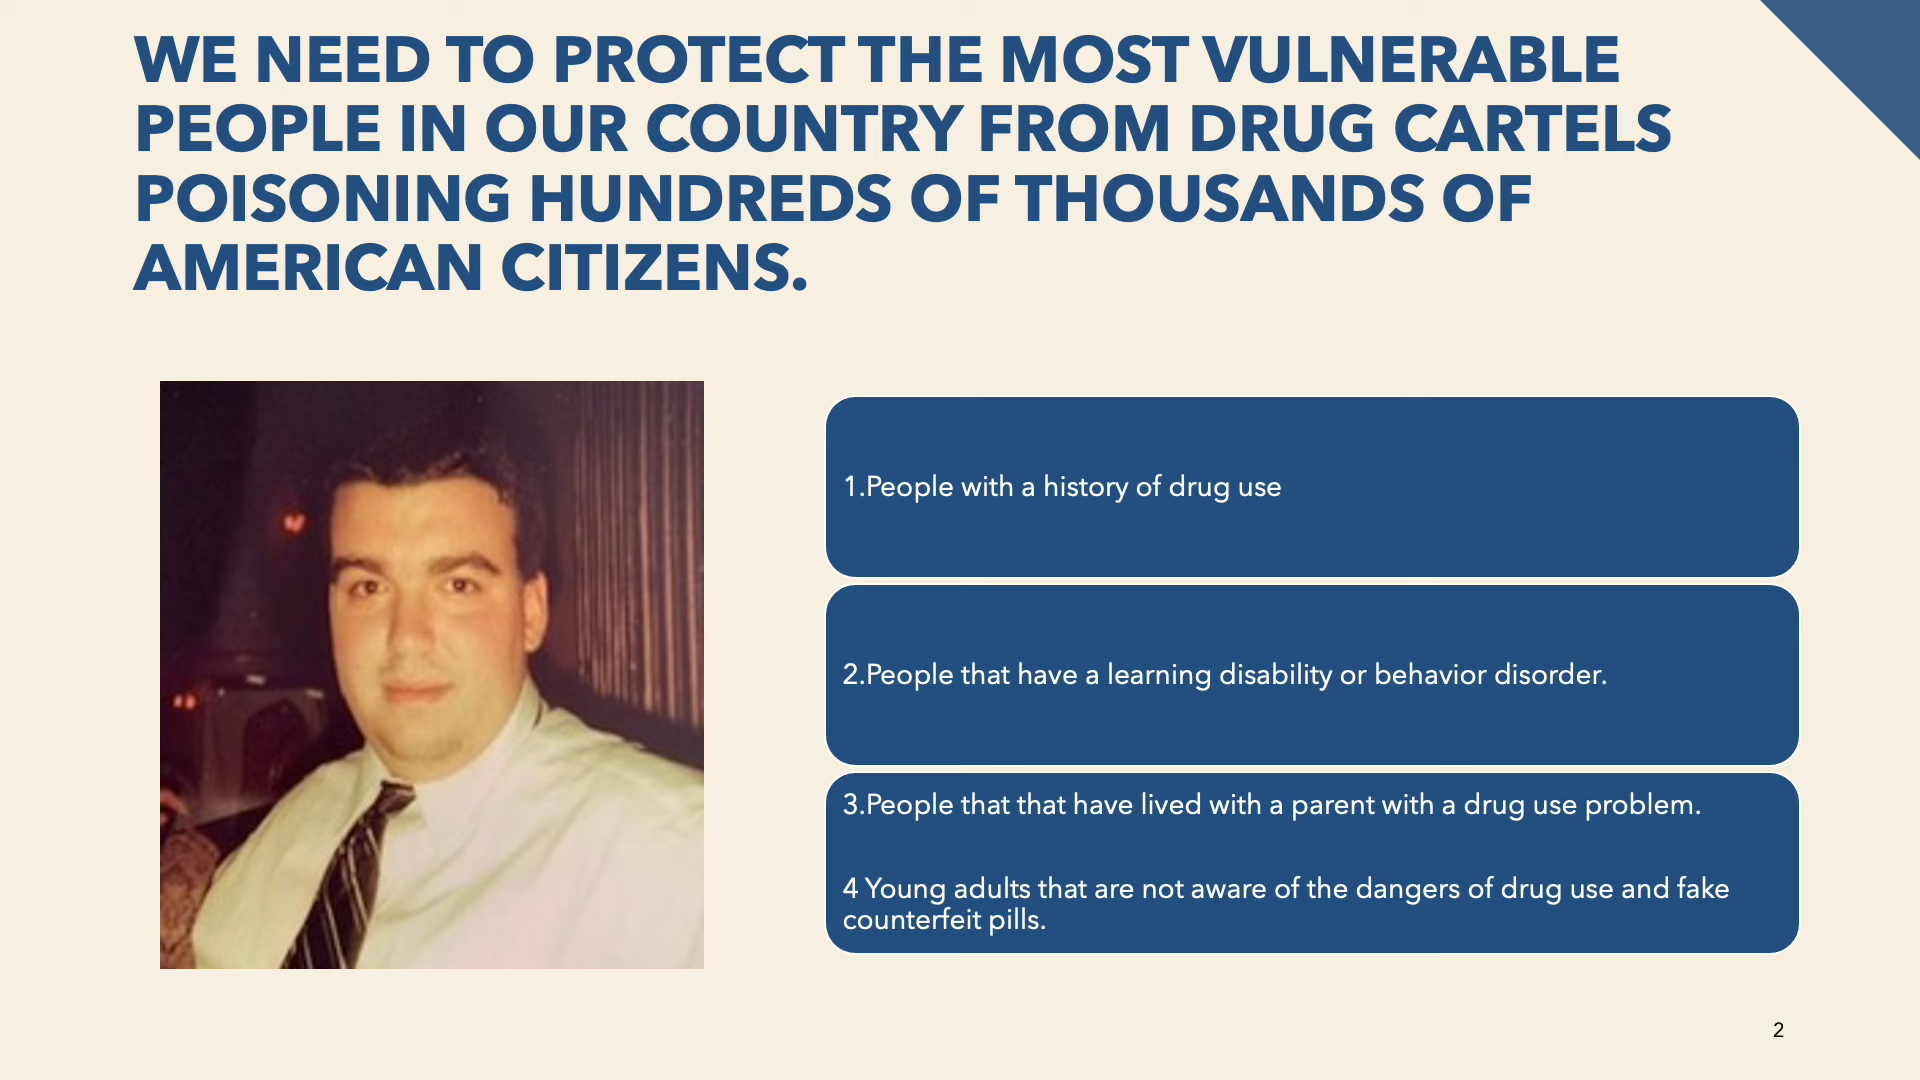 WE NEED TO PROTECT THE MOST VULNERABLE
PEOPLE IN OUR COUNTRY FROM DRUG CARTELS
POISONING HUNDREDS OF THOUSANDS OF
AMERICAN CITIZENS.
1.People with a history of drug use
2.People that have a learning disability or behavior disorder.
3.People that that have lived with a parent with a drug use problem.
4 Young adults that are not aware of the dangers of drug use and fake
counterfeit pills.
2